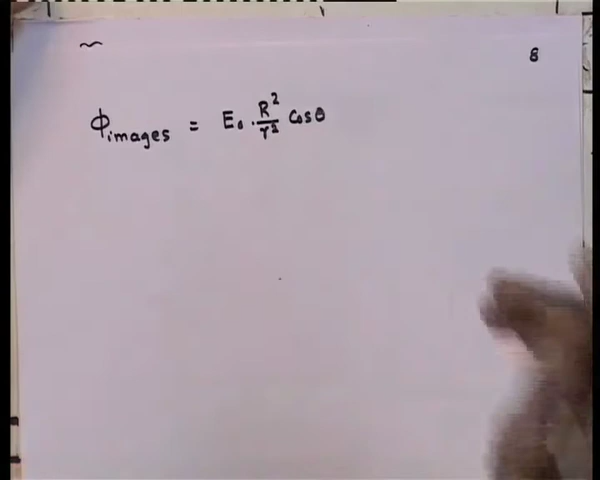 8
ϕimages = E₀ · R²/r² Cosθ